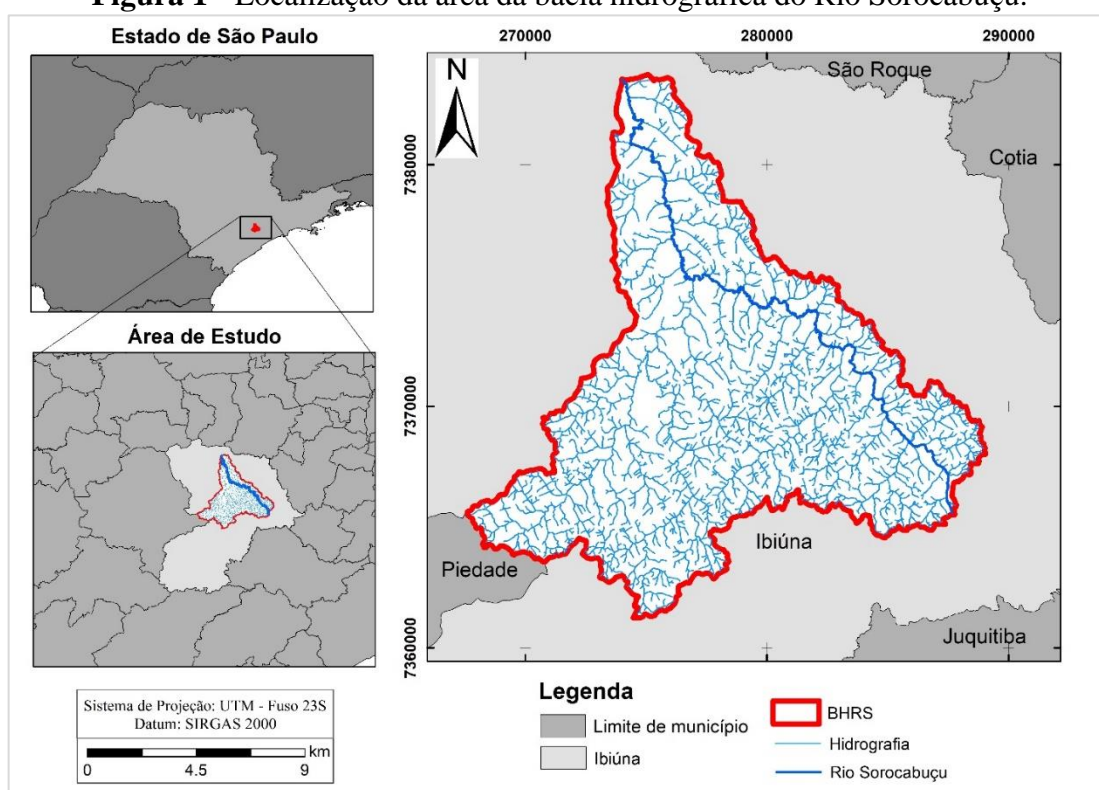 Figura 1 - Localização da área da bacia hidrográfica do Rio Sorocabuçu.
Estado de São Paulo
Área de Estudo
Sistema de Projeção: UTM - Fuso 23S
Datum: SIRGAS 2000
km
0 4.5 9
270000 280000 290000
7380000
7370000
7360000
N
São Roque
Cotia
Ibiúna
Piedade
Juquitiba
Legenda
Limite de município
Ibiúna
BHRS
Hidrografia
Rio Sorocabuçu